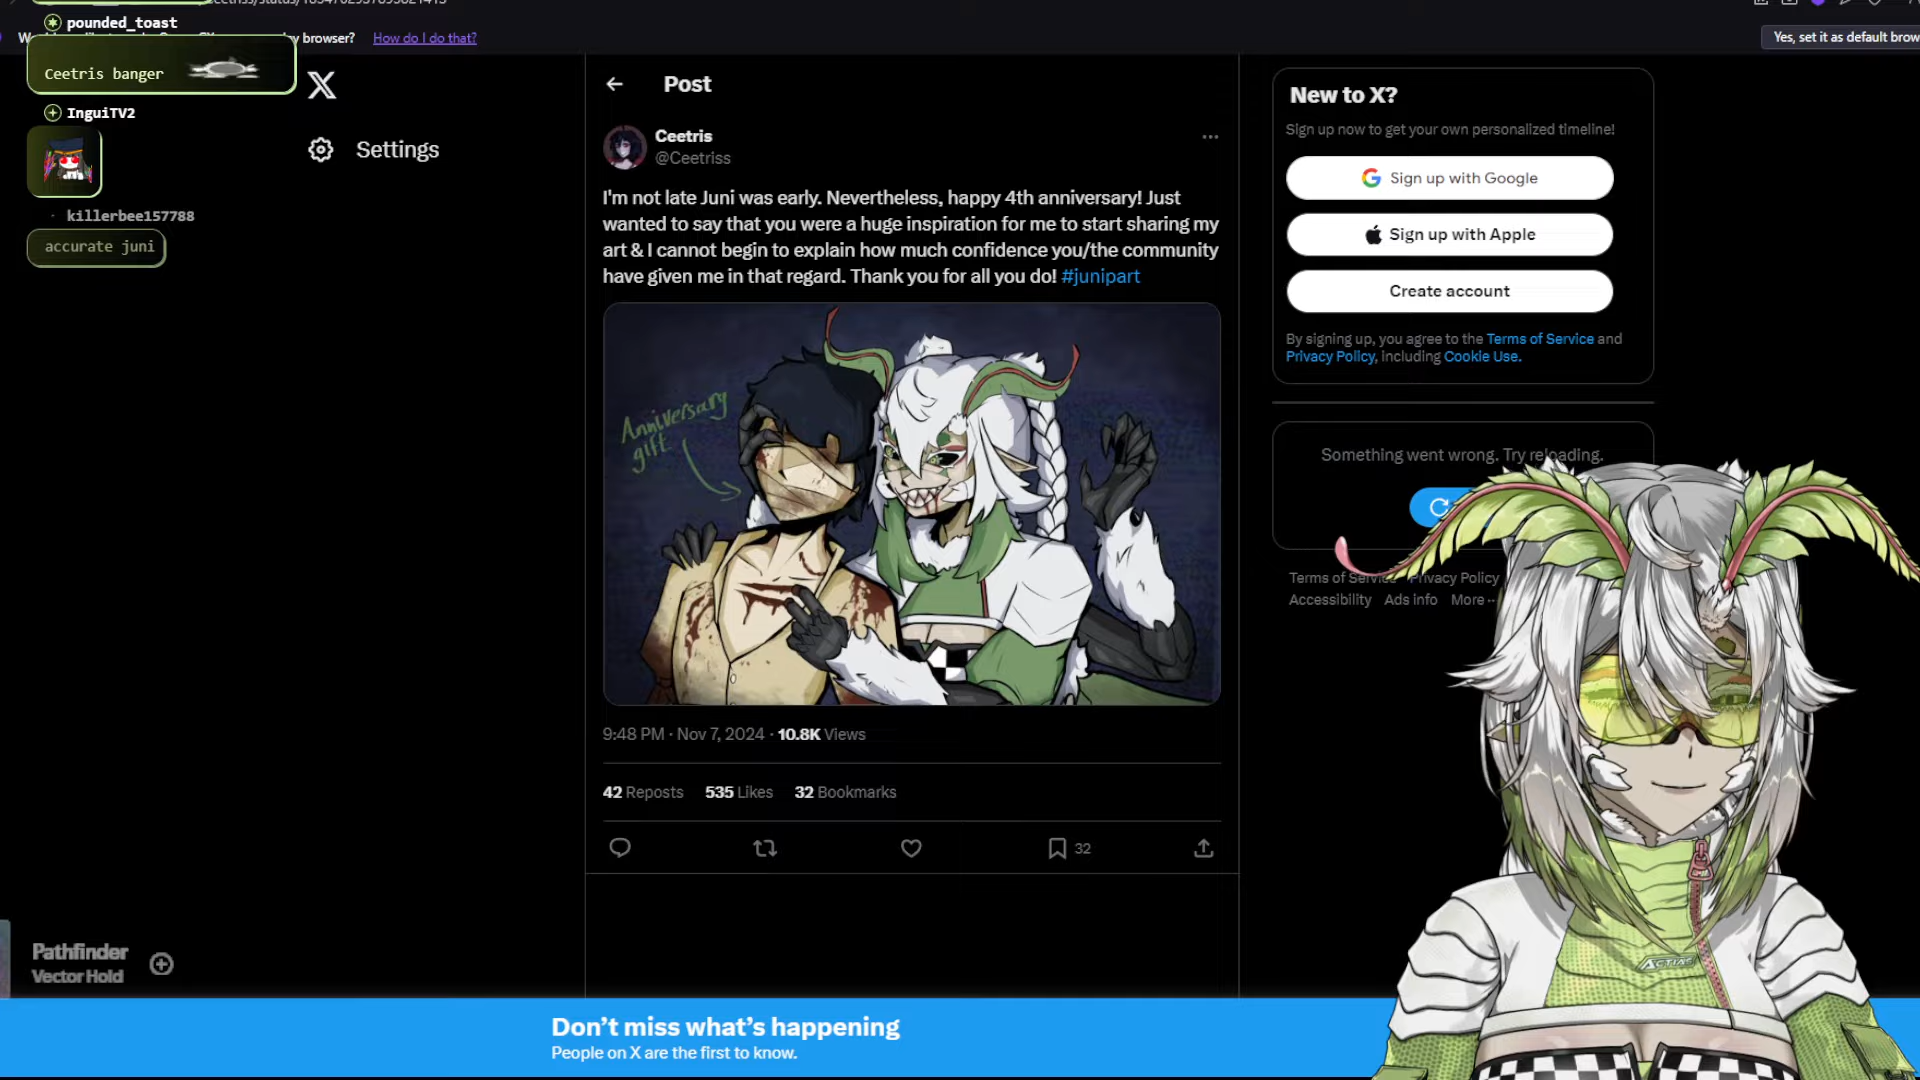 pounded_toast
browser?
How do I do that?
Yes, set it as default brow
Ceetris banger
InguiTV2
killerbee157788
accurate juni
Settings
Post
Ceetris
@Ceetriss
I'm not late Juni was early. Nevertheless, happy 4th anniversary! Just
wanted to say that you were a huge inspiration for me to start sharing my
art & I cannot begin to explain how much confidence you/the community
have given me in that regard. Thank you for all you do! #junipart
Anniversary
gift
9:48 PM · Nov 7, 2024 · 10.8K Views
42 Reposts 535 Likes 32 Bookmarks
32
New to X?
Sign up now to get your own personalized timeline!
Sign up with Google
Sign up with Apple
Create account
By signing up, you agree to the Terms of Service and
Privacy Policy, including Cookie Use.
Something went wrong. Try reloading.
Terms of Service Privacy Policy
Accessibility Ads info More ··
ACTIAS
Pathfinder
Vector Hold
Don't miss what's happening
People on X are the first to know.